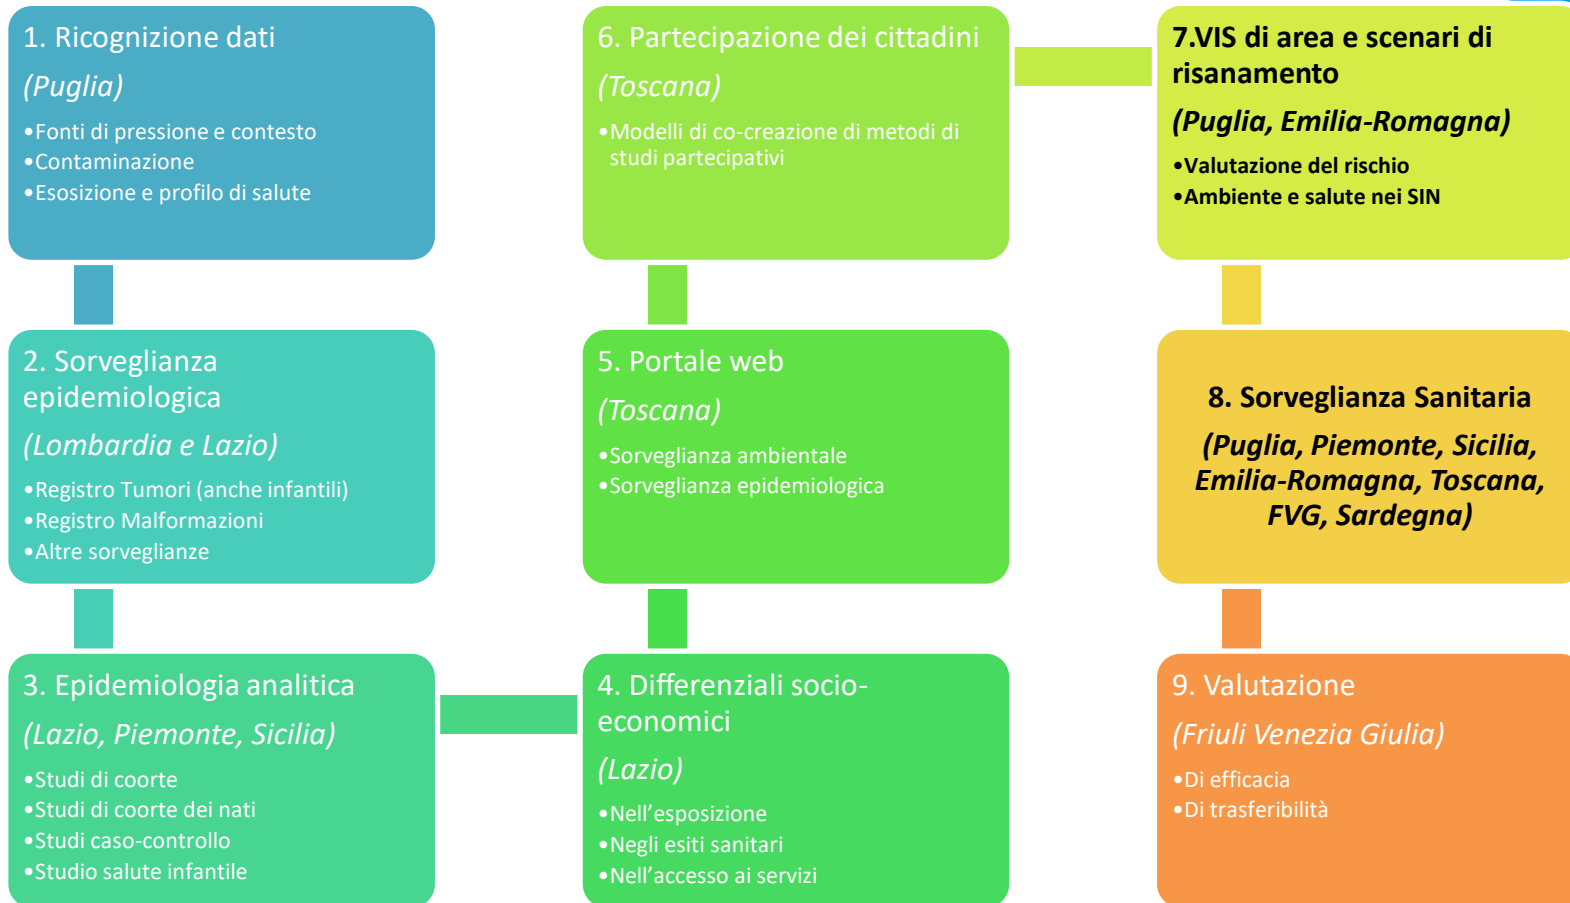 1. Ricognizione dati
(Puglia)
•Fonti di pressione e contesto
•Contaminazione
•Esosizione e profilo di salute
2. Sorveglianza
epidemiologica
(Lombardia e Lazio)
•Registro Tumori (anche infantili)
•Registro Malformazioni
•Altre sorveglianze
3. Epidemiologia analitica
(Lazio, Piemonte, Sicilia)
•Studi di coorte
•Studi di coorte dei nati
•Studi caso-controllo
•Studio salute infantile
4. Differenziali socio-
economici
(Lazio)
•Nell’esposizione
•Negli esiti sanitari
•Nell’accesso ai servizi
5. Portale web
(Toscana)
•Sorveglianza ambientale
•Sorveglianza epidemiologica
6. Partecipazione dei cittadini
(Toscana)
•Modelli di co-creazione di metodi di
studi partecipativi
7.VIS di area e scenari di
risanamento
(Puglia, Emilia-Romagna)
•Valutazione del rischio
•Ambiente e salute nei SIN
8. Sorveglianza Sanitaria
(Puglia, Piemonte, Sicilia,
Emilia-Romagna, Toscana,
FVG, Sardegna)
9. Valutazione
(Friuli Venezia Giulia)
•Di efficacia
•Di trasferibilità